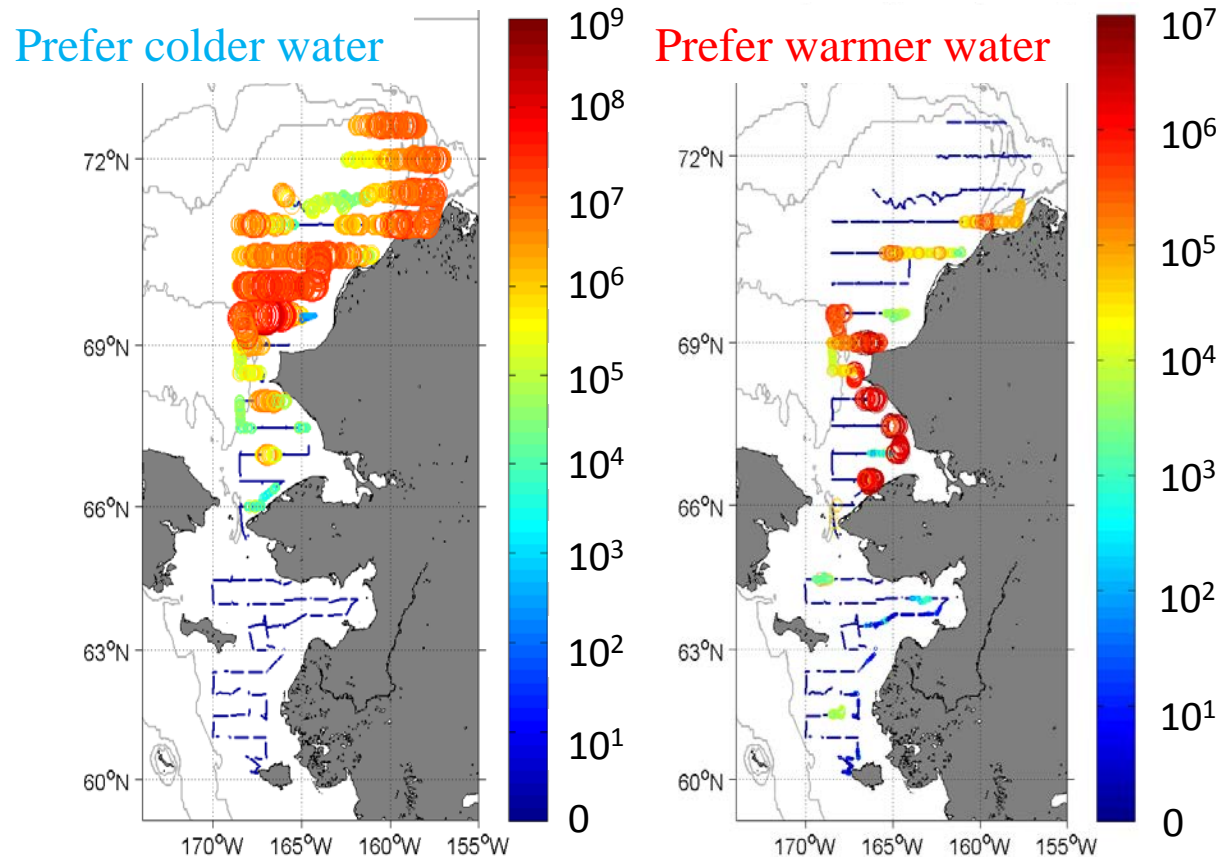 Prefer colder water
10⁹
10⁸
10⁷
10⁶
10⁵
10⁴
10³
10²
10¹
0
72°N
69°N
66°N
63°N
60°N
170°W 165°W 160°W 155°W
Prefer warmer water
10⁷
10⁶
10⁵
10⁴
10³
10²
10¹
0
72°N
69°N
66°N
63°N
60°N
170°W 165°W 160°W 155°W